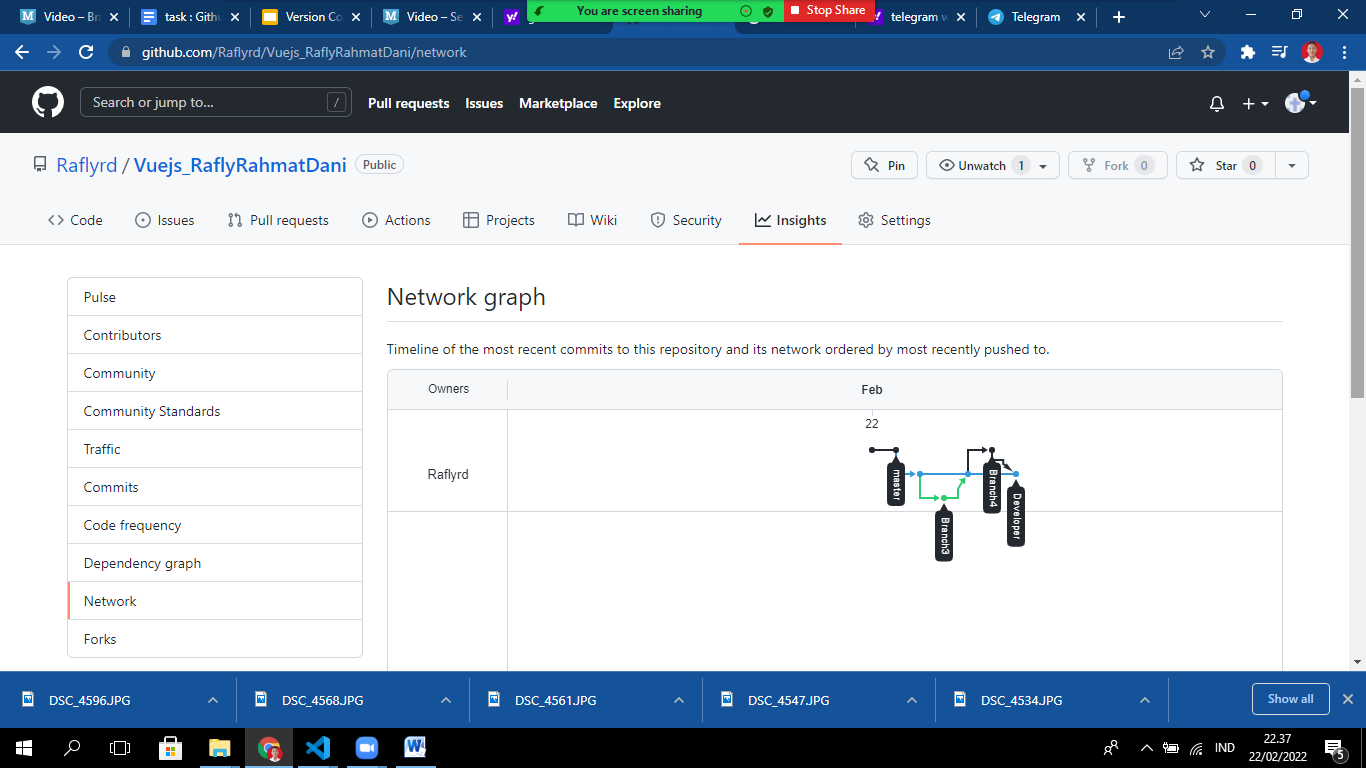 Video – Bra
task : Githu
Version Co
Video – Se
You are screen sharing
Stop Share
telegram w
Telegram
github.com/Raflyrd/Vuejs_RaflyRahmatDani/network
Search or jump to...
/
Pull requests
Issues
Marketplace
Explore
Raflyrd / Vuejs_RaflyRahmatDani
Public
Pin
Unwatch 1
Fork 0
Star 0
Code
Issues
Pull requests
Actions
Projects
Wiki
Security
Insights
Settings
Pulse
Contributors
Community
Community Standards
Traffic
Commits
Code frequency
Dependency graph
Network
Forks
Network graph
Timeline of the most recent commits to this repository and its network ordered by most recently pushed to.
Owners
Feb
22
Raflyrd
master
Branch3
Branch4
Developer
DSC_4596.JPG
DSC_4568.JPG
DSC_4561.JPG
DSC_4547.JPG
DSC_4534.JPG
Show all
IND
22.37
22/02/2022
5